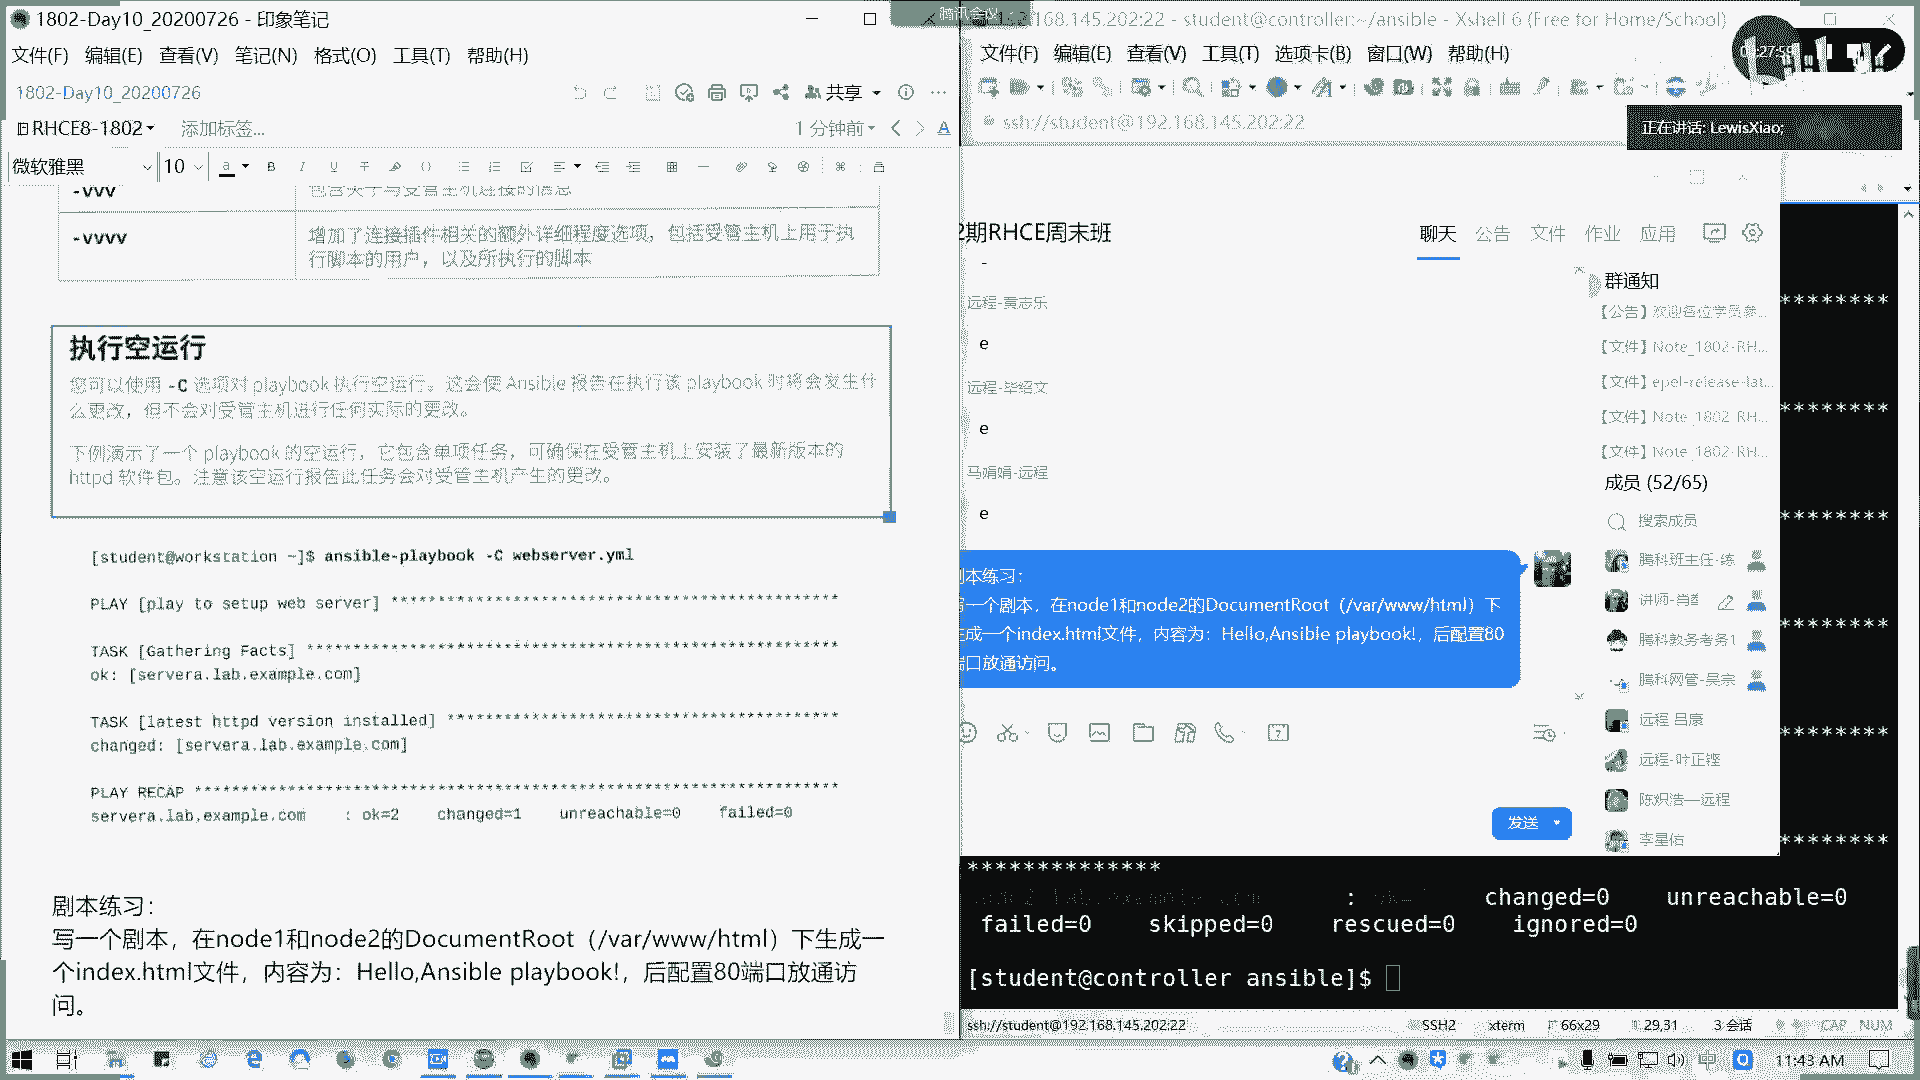 1802-Day10_20200726 - 印象笔记
文件(F) 编辑(E) 查看(V) 笔记(N) 格式(O) 工具(T) 帮助(H)
1802-Day10_20200726
共享
RHCE8-1802
添加标签...
1 分钟前
微软雅黑
10
-vvv
包含关于与受管主机连接的信息
-vvvv
增加了连接插件相关的额外详细程度选项，包括受管主机上用于执
行脚本的用户，以及所执行的脚本
执行空运行
您可以使用 -C 选项对 playbook 执行空运行。这会使 Ansible 报告在执行该 playbook 时将会发生什
么更改，但不会对受管主机进行任何实际的更改。
下例演示了一个 playbook 的空运行，它包含单项任务，可确保在受管主机上安装了最新版本的
httpd 软件包。注意该空运行报告此任务会对受管主机产生的更改。
[student@workstation ~]$ ansible-playbook -C webserver.yml
PLAY [play to setup web server] ************************************************
TASK [Gathering Facts] *********************************************************
ok: [servera.lab.example.com]
TASK [latest httpd version installed] ******************************************
changed: [servera.lab.example.com]
PLAY RECAP *********************************************************************
servera.lab.example.com : ok=2 changed=1 unreachable=0 failed=0
剧本练习：
写一个剧本，在node1和node2的DocumentRoot（/var/www/html）下生成一
个index.html文件，内容为：Hello,Ansible playbook!，后配置80端口放通访
问。
腾讯会议
168.145.202:22 - student@controller:~/ansible - Xshell 6 (Free for Home/School)
文件(F) 编辑(E) 查看(V) 工具(T) 选项卡(B) 窗口(W) 帮助(H)
ssh://student@192.168.145.202:22
正在讲话: LewisXiao;
2期RHCE周末班
聊天 公告 文件 作业 应用
远程-黄志乐
e
远程-毕绍文
e
马娟娟-远程
e
剧本练习：
写一个剧本，在node1和node2的DocumentRoot（/var/www/html）下
生成一个index.html文件，内容为：Hello,Ansible playbook!，后配置80
端口放通访问。
发送
群通知
【公告】欢迎各位学员参...
【文件】Note_1802-RH...
【文件】epel-release-lat...
【文件】Note_1802-RH...
【文件】Note_1802-RH...
成员 (52/65)
搜索成员
腾科班主任-练
讲师-肖
腾科教务考务1
腾科网管-吴宗
远程 吕康
远程-叶正铿
陈炽浩—远程
李星佑
********
********
********
********
********
********
**************
: changed=0 unreachable=0
failed=0 skipped=0 rescued=0 ignored=0
[student@controller ansible]$
ssh://student@192.168.145.202:22
SSH2 xterm 66x29 29,31 3 会话 CAP NUM
11:43 AM